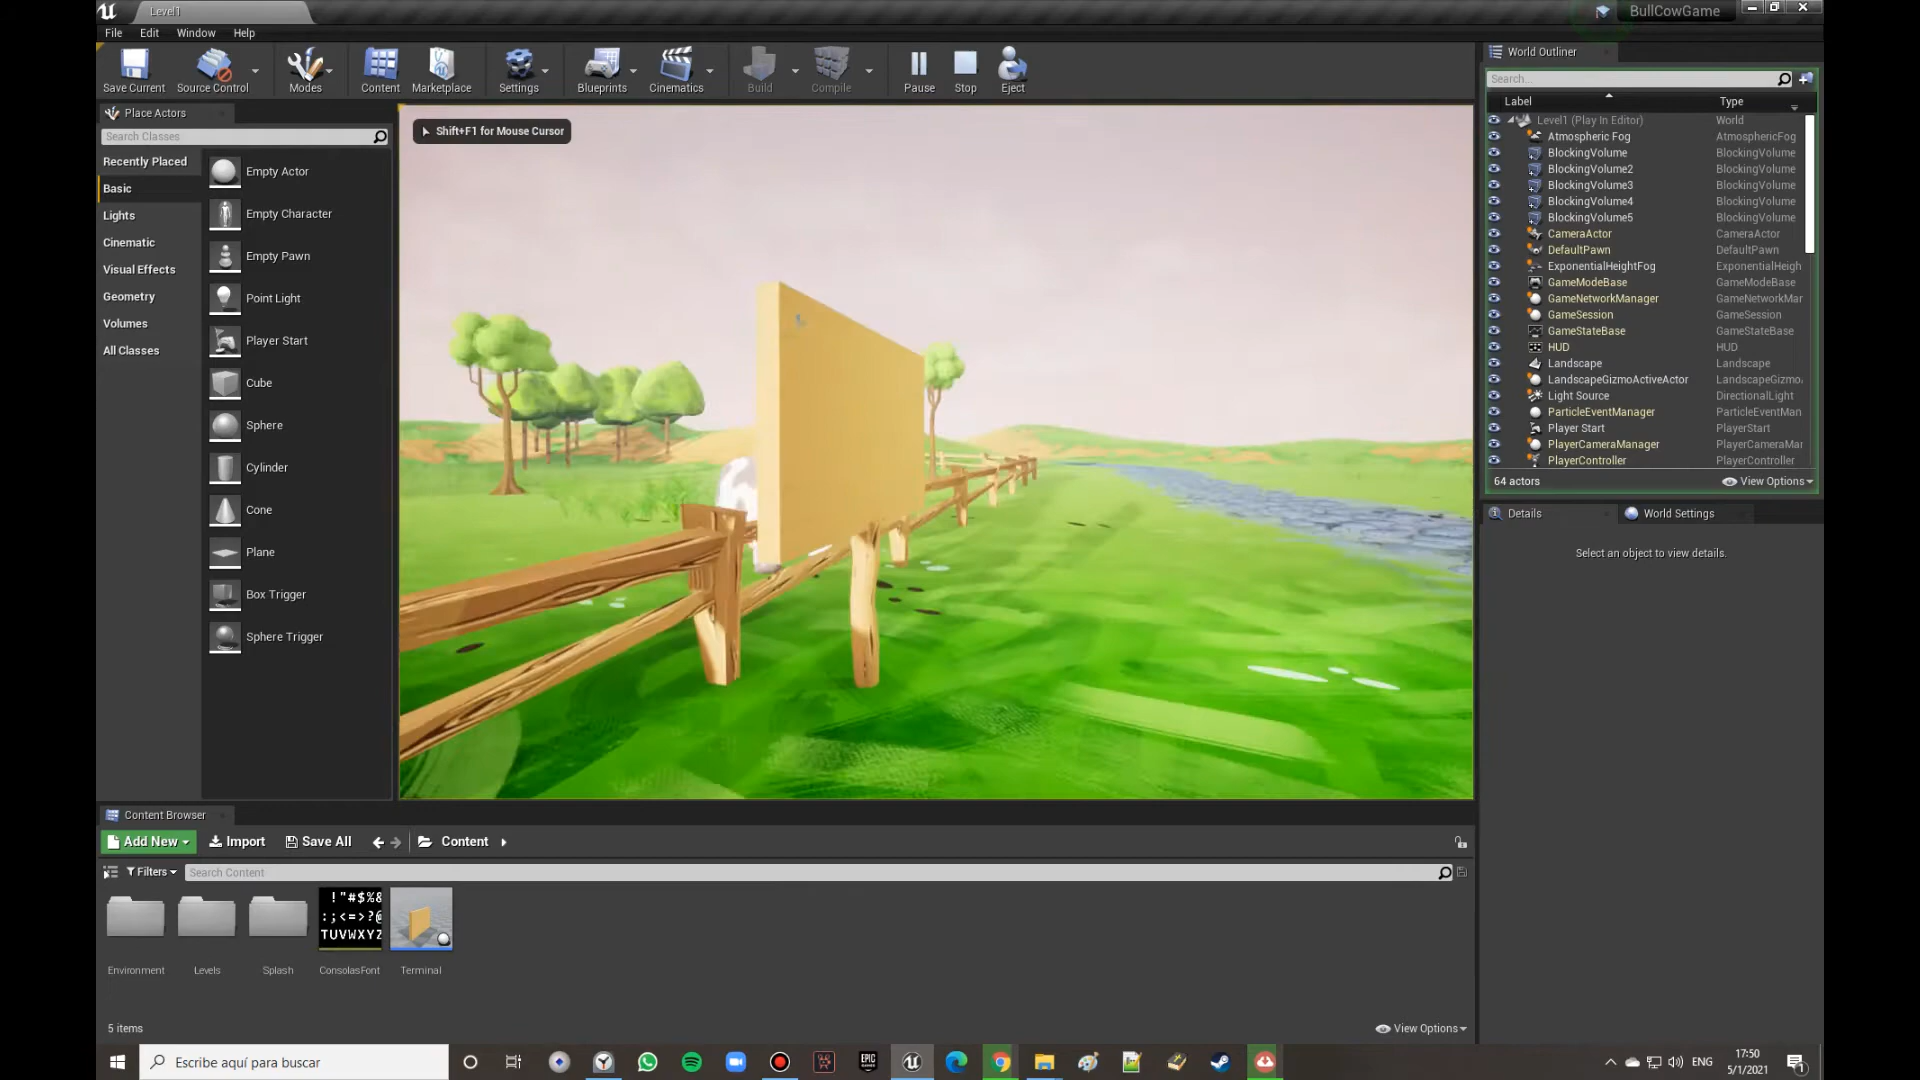 Level1
BullCowGame
File Edit Window Help
Save Current
Source Control
Modes
Content
Marketplace
Settings
Blueprints
Cinematics
Build
Compile
Pause
Stop
Eject
Place Actors
Search Classes
Recently Placed
Basic
Lights
Cinematic
Visual Effects
Geometry
Volumes
All Classes
Empty Actor
Empty Character
Empty Pawn
Point Light
Player Start
Cube
Sphere
Cylinder
Cone
Plane
Box Trigger
Sphere Trigger
Shift+F1 for Mouse Cursor
World Outliner
Search...
Label Type
Level1 (Play In Editor) World
Atmospheric Fog AtmosphericFog
BlockingVolume BlockingVolume
BlockingVolume2 BlockingVolume
BlockingVolume3 BlockingVolume
BlockingVolume4 BlockingVolume
BlockingVolume5 BlockingVolume
CameraActor CameraActor
DefaultPawn DefaultPawn
ExponentialHeightFog ExponentialHeigh
GameModeBase GameModeBase
GameNetworkManager GameNetworkMar
GameSession GameSession
GameStateBase GameStateBase
HUD HUD
Landscape Landscape
LandscapeGizmoActiveActor LandscapeGizmo
Light Source DirectionalLight
ParticleEventManager ParticleEventMan
Player Start PlayerStart
PlayerCameraManager PlayerCameraMar
PlayerController PlayerController
64 actors View Options
Details
World Settings
Select an object to view details.
Content Browser
Add New Import Save All Content
Filters Search Content
!"#$%&
:;<=>?@
TUVWXYZ
Environment Levels Splash ConsolasFont Terminal
5 items View Options
Escribe aquí para buscar
EPIC
GAMES
ENG
17:50
5/1/2021
1